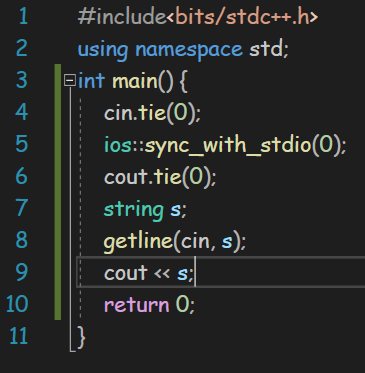 1 #include<bits/stdc++.h>
2 using namespace std;
3 int main() {
4 cin.tie(0);
5 ios::sync_with_stdio(0);
6 cout.tie(0);
7 string s;
8 getline(cin, s);
9 cout << s;
10 return 0;
11 }